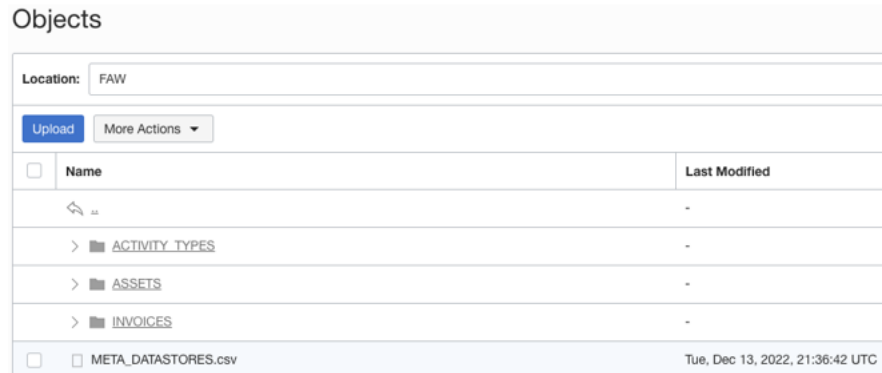 Objects
Location: FAW
Upload More Actions
Name Last Modified
.. -
ACTIVITY_TYPES -
ASSETS -
INVOICES -
META_DATASTORES.csv Tue, Dec 13, 2022, 21:36:42 UTC